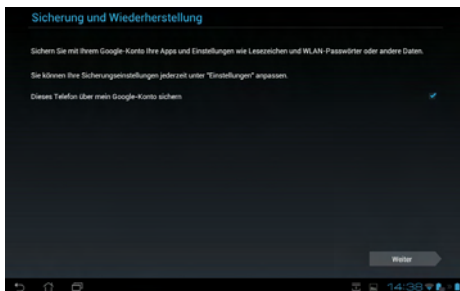 Sicherung und Wiederherstellung
Sichern Sie mit Ihrem Google-Konto Ihre Apps und Einstellungen wie Lesezeichen und WLAN-Passwörter oder andere Daten.
Sie können Ihre Sicherungseinstellungen jederzeit unter "Einstellungen" anpassen.
Dieses Telefon über mein Google-Konto sichern
Weiter
14:38